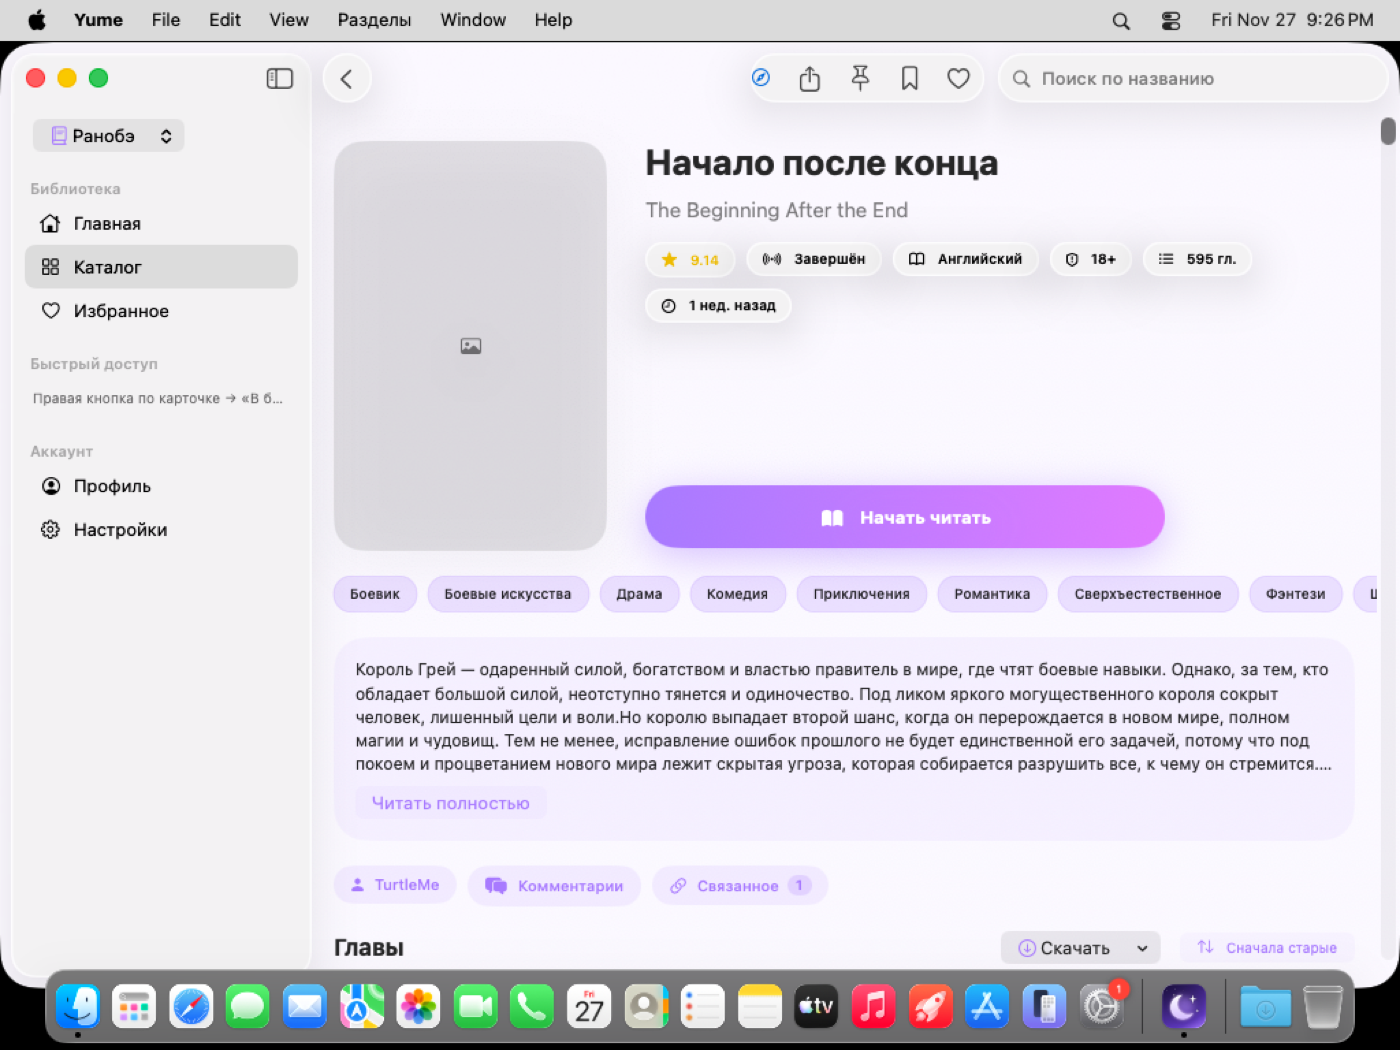 Yume File Edit View Разделы Window Help Fri Nov 27 9:26 PM
Поиск по названию
Ранобэ
Библиотека
Главная
Каталог
Избранное
Быстрый доступ
Правая кнопка по карточке → «В б...
Аккаунт
Профиль
Настройки
Начало после конца
The Beginning After the End
9.14 Завершён Английский 18+ 595 гл.
1 нед. назад
Начать читать
Боевик Боевые искусства Драма Комедия Приключения Романтика Сверхъестественное Фэнтези
Король Грей — одаренный силой, богатством и властью правитель в мире, где чтят боевые навыки. Однако, за тем, кто
обладает большой силой, неотступно тянется и одиночество. Под ликом яркого могущественного короля сокрыт
человек, лишенный цели и воли.Но королю выпадает второй шанс, когда он перерождается в новом мире, полном
магии и чудовищ. Тем не менее, исправление ошибок прошлого не будет единственной его задачей, потому что под
покоем и процветанием нового мира лежит скрытая угроза, которая собирается разрушить все, к чему он стремится....
Читать полностью
TurtleMe Комментарии Связанное 1
Главы Скачать Сначала старые
Fri
27
tv
1